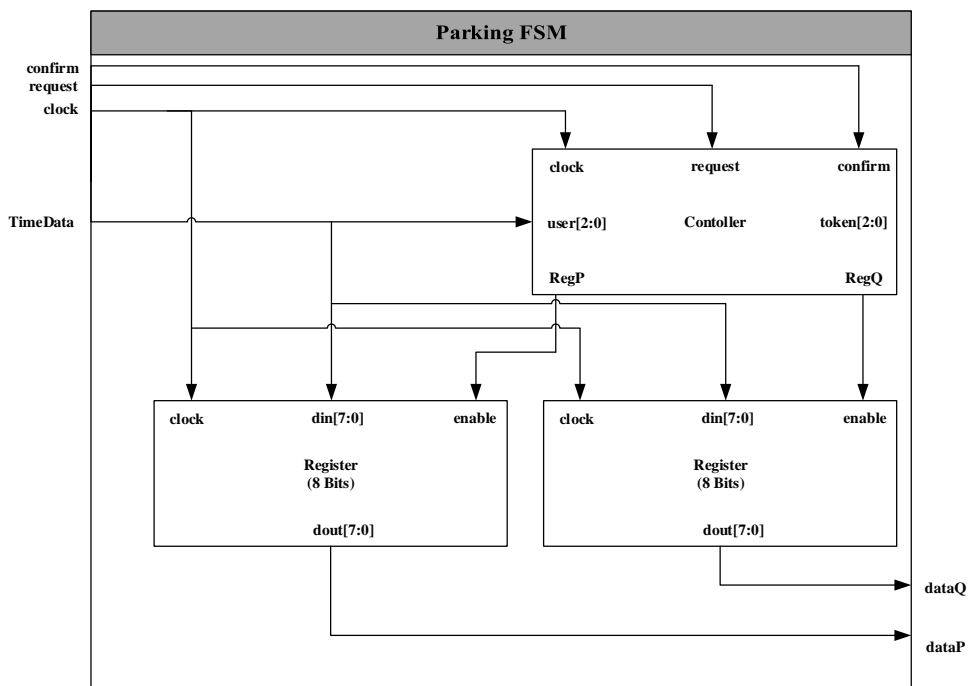 Parking FSM
confirm
request
clock
clock request confirm
TimeData
user[2:0] Contoller token[2:0]
RegP RegQ
clock din[7:0] enable
clock din[7:0] enable
Register
(8 Bits)
Register
(8 Bits)
dout[7:0]
dout[7:0]
dataQ
dataP